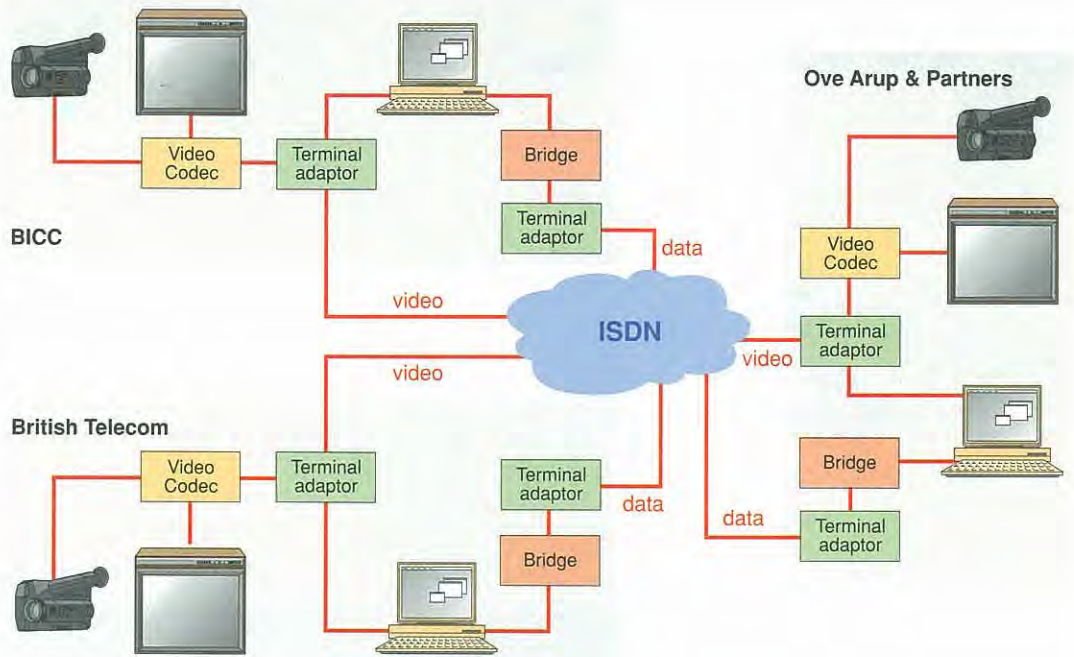 Ove Arup & Partners
Video
Codec
Terminal
adaptor
Bridge
Terminal
adaptor
BICC
data
video
ISDN
Video
Codec
Terminal
adaptor
video
video
British Telecom
Video
Codec
Terminal
adaptor
Terminal
adaptor
data
Bridge
Bridge
data
Terminal
adaptor